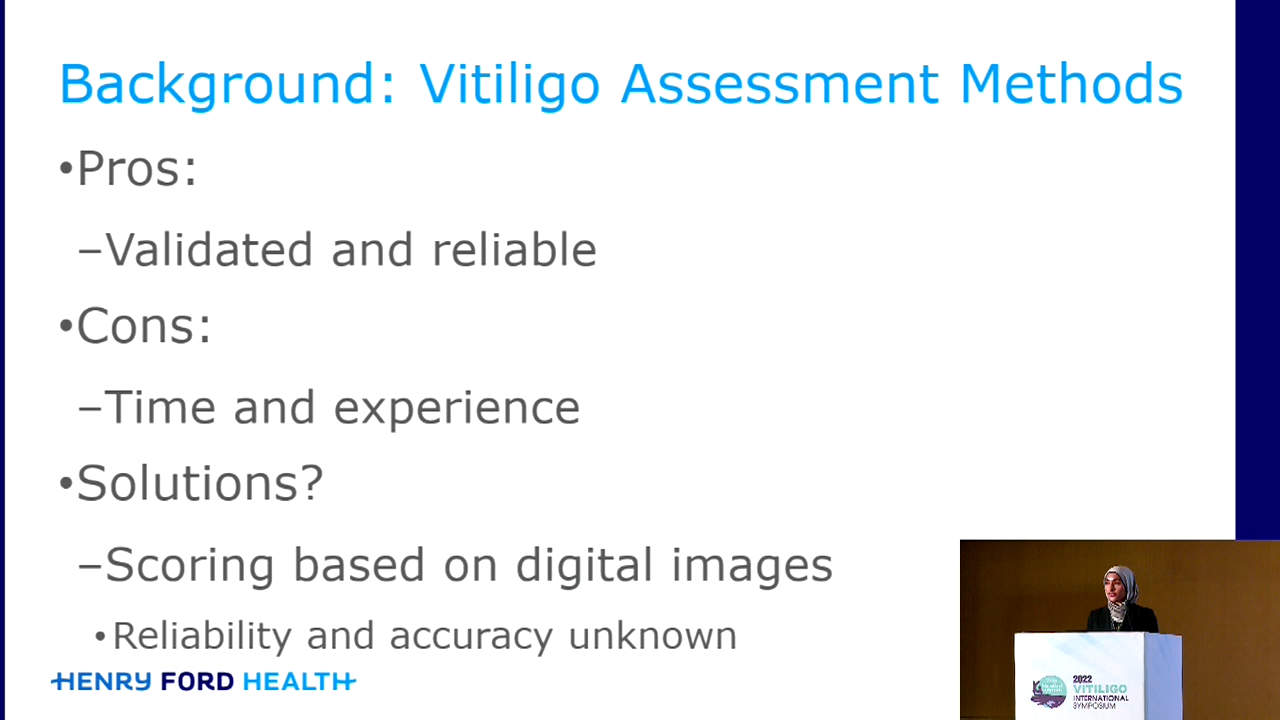 Background: Vitiligo Assessment Methods
•Pros:
–Validated and reliable
•Cons:
–Time and experience
•Solutions?
–Scoring based on digital images
•Reliability and accuracy unknown
HENRY FORD HEALTH
2022
VITILIGO
INTERNATIONAL
SYMPOSIUM